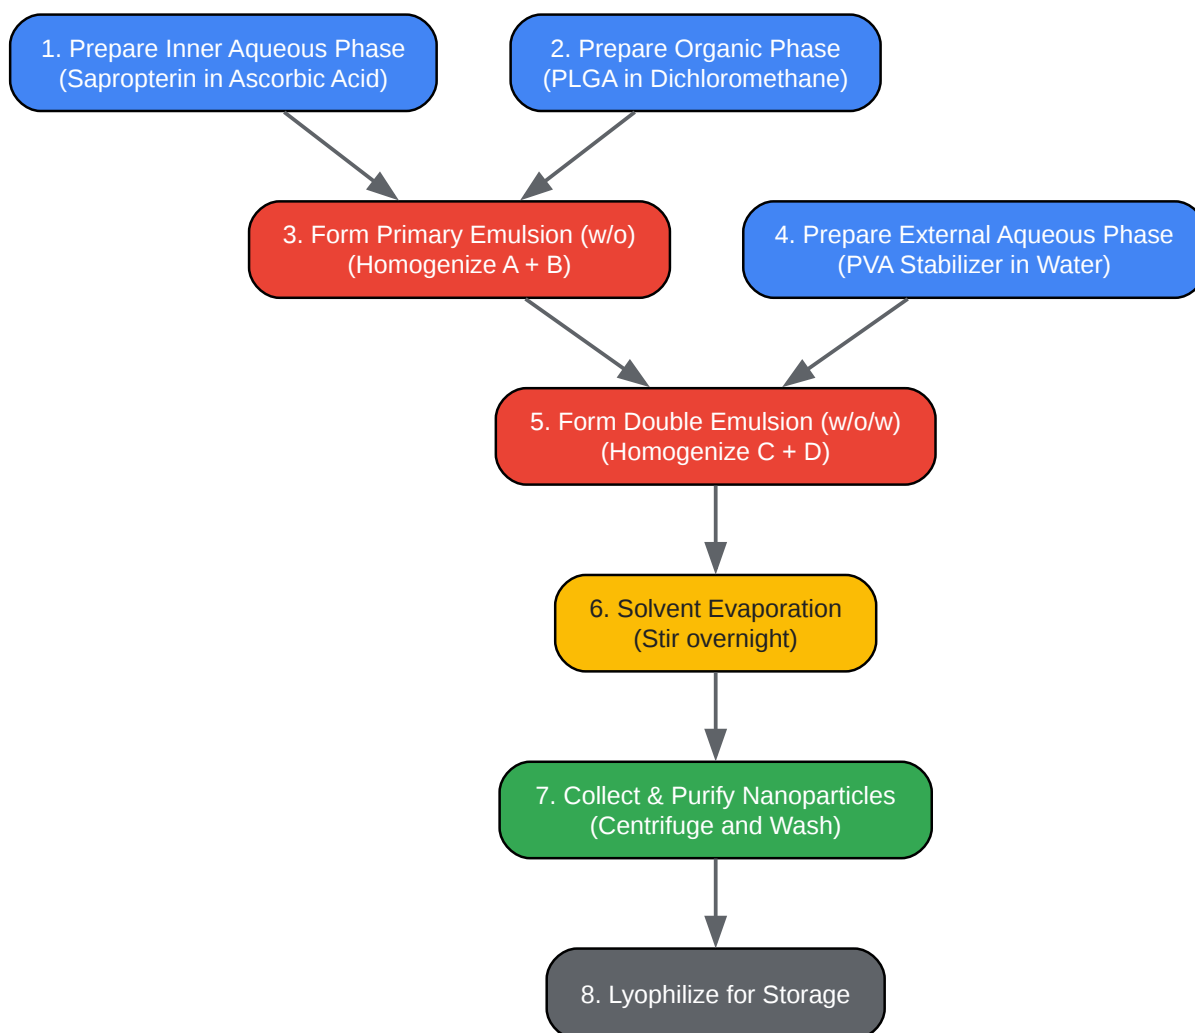 1. Prepare Inner Aqueous Phase
(Sapropterin in Ascorbic Acid)
2. Prepare Organic Phase
(PLGA in Dichloromethane)
3. Form Primary Emulsion (w/o)
(Homogenize A + B)
4. Prepare External Aqueous Phase
(PVA Stabilizer in Water)
5. Form Double Emulsion (w/o/w)
(Homogenize C + D)
6. Solvent Evaporation
(Stir overnight)
7. Collect & Purify Nanoparticles
(Centrifuge and Wash)
8. Lyophilize for Storage